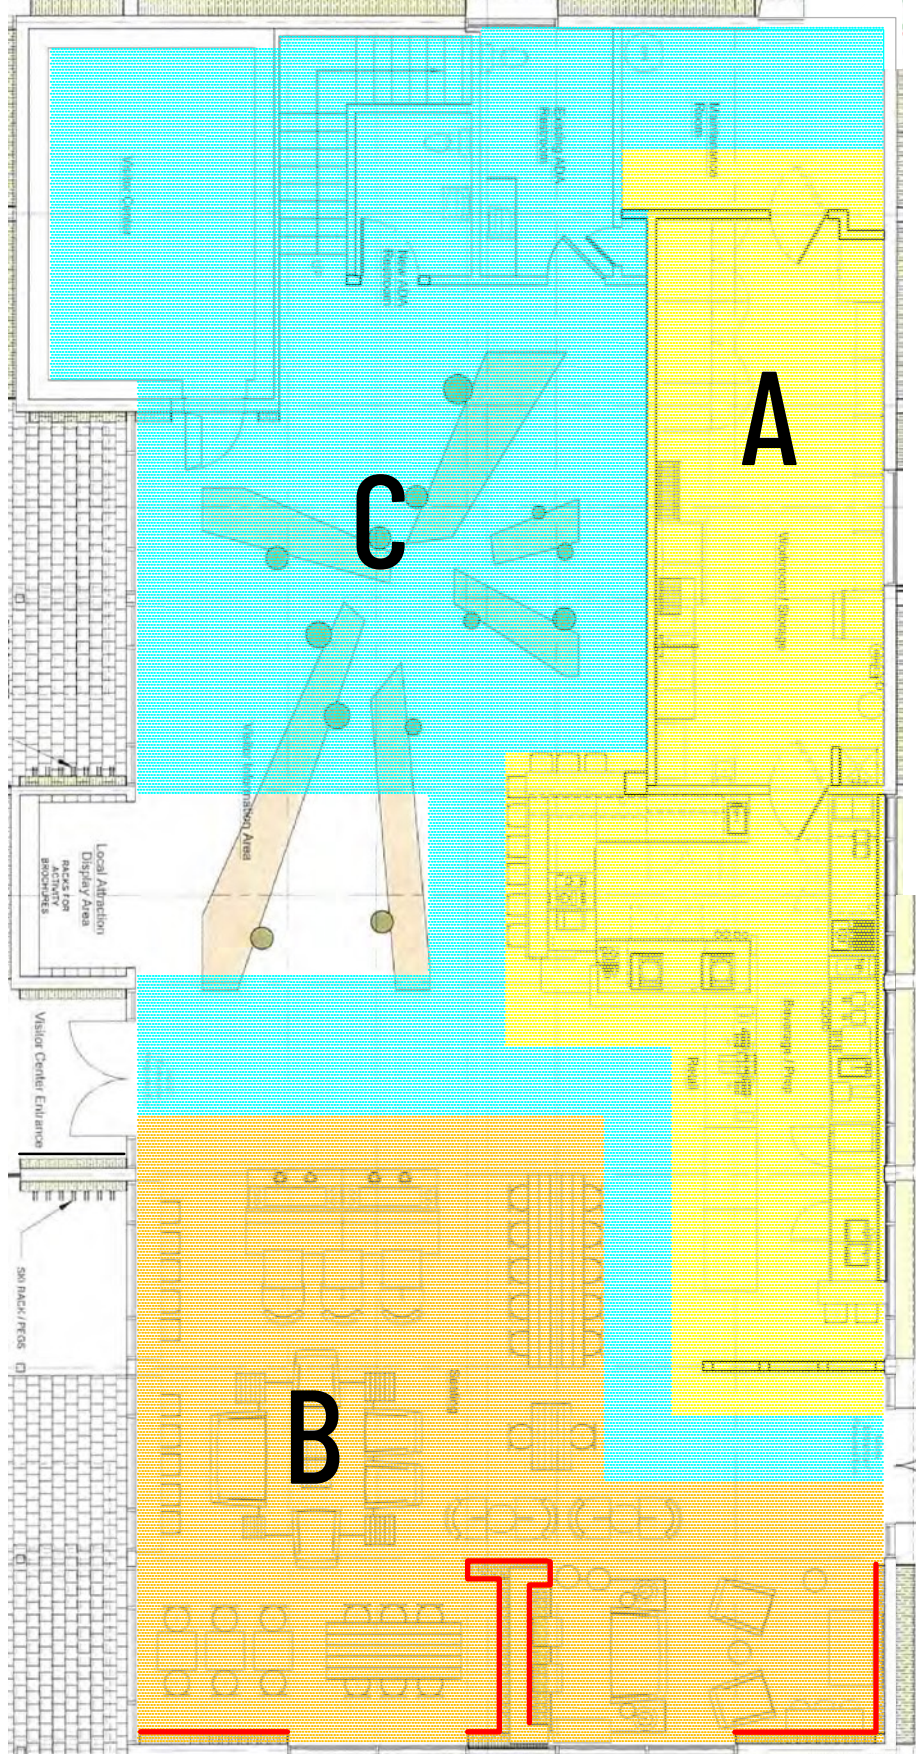 Visitor Center
Existing ADA
Restroom
Maintenance
Room
New ADA
Restroom
A
C
Workroom / Storage
Visitor Information Area
Local Attraction
Display Area
RACKS FOR
ACTIVITY
BROCHURES
Beverage / Prep
Retail
Visitor Center Entrance
SKI RACK / PEGS
Seating
B